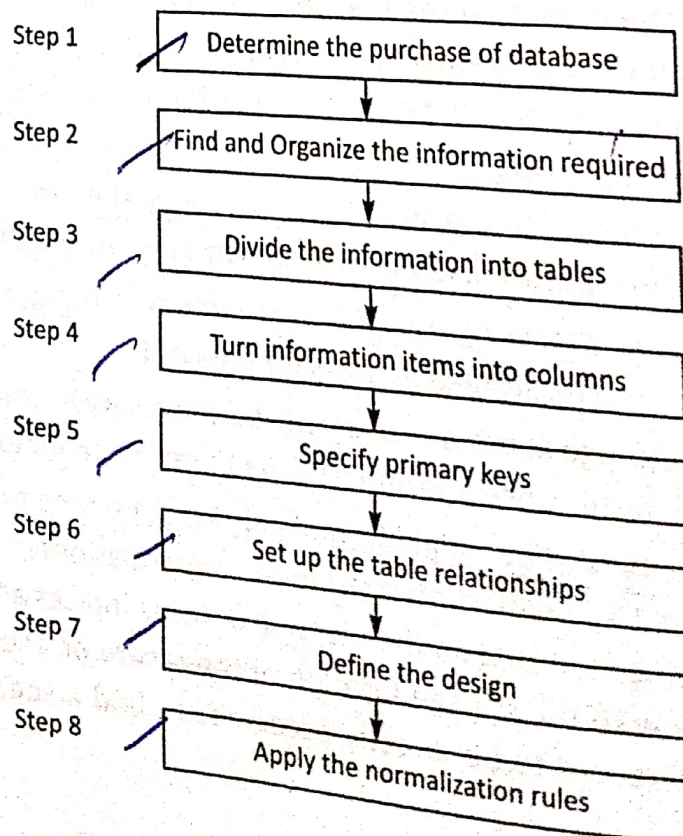 Step 1 Determine the purchase of database
Step 2 Find and Organize the information required
Step 3 Divide the information into tables
Step 4 Turn information items into columns
Step 5 Specify primary keys
Step 6 Set up the table relationships
Step 7 Define the design
Step 8 Apply the normalization rules